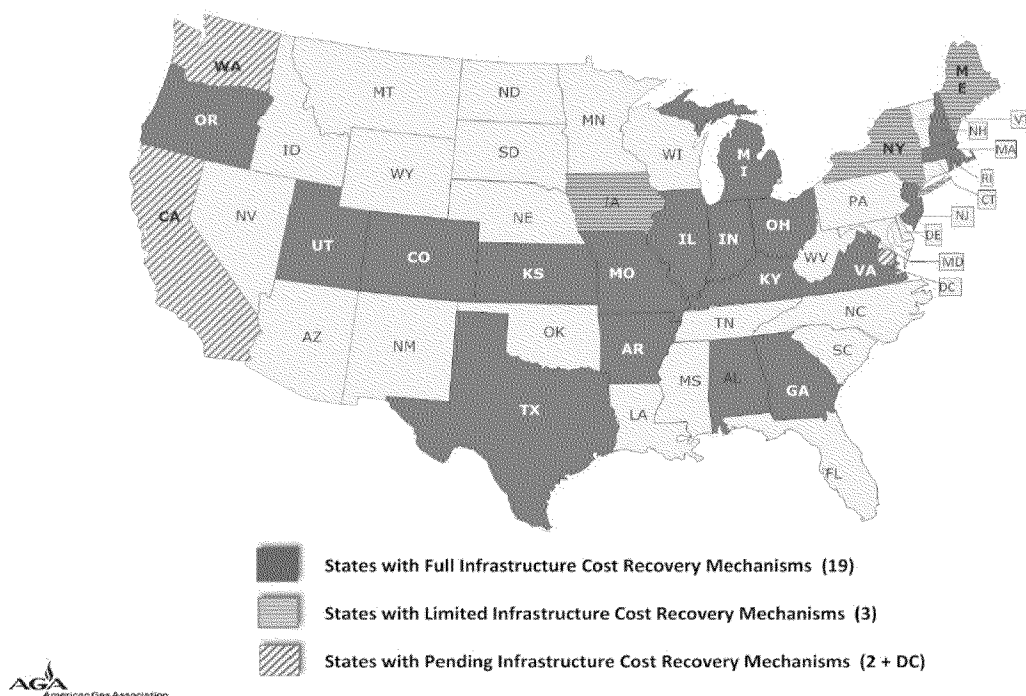 WA
MT
ND
MN
M
E
VT
OR
ID
SD
WI
M
I
NY
NH
MA
WY
RI
IA
PA
CT
CA
NV
NE
NJ
UT
CO
IL
IN
OH
DE
WV
MD
KS
MO
KY
VA
DC
NC
AZ
NM
OK
TN
AR
SC
MS
AL
GA
TX
LA
FL
States with Full Infrastructure Cost Recovery Mechanisms (19)
States with Limited Infrastructure Cost Recovery Mechanisms (3)
States with Pending Infrastructure Cost Recovery Mechanisms (2 + DC)
AGA
American Gas Association